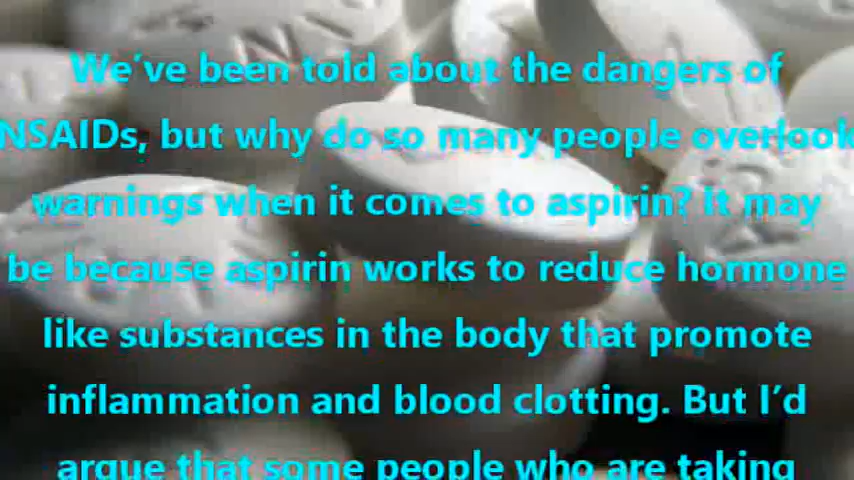 We've been told about the dangers of
NSAIDs, but why do so many people overlook
warnings when it comes to aspirin? It may
be because aspirin works to reduce hormone
like substances in the body that promote
inflammation and blood clotting. But I'd
argue that some people who are taking